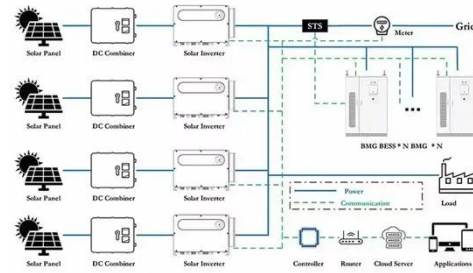 STS
Meter
Grid
Solar Panel
DC Combiner
Solar Inverter
Solar Panel
DC Combiner
Solar Inverter
BMG BESS * N BMG * N
Solar Panel
DC Combiner
Solar Inverter
Power
Communication
Load
Solar Panel
DC Combiner
Solar Inverter
Controller
Router
Cloud Server
Applications